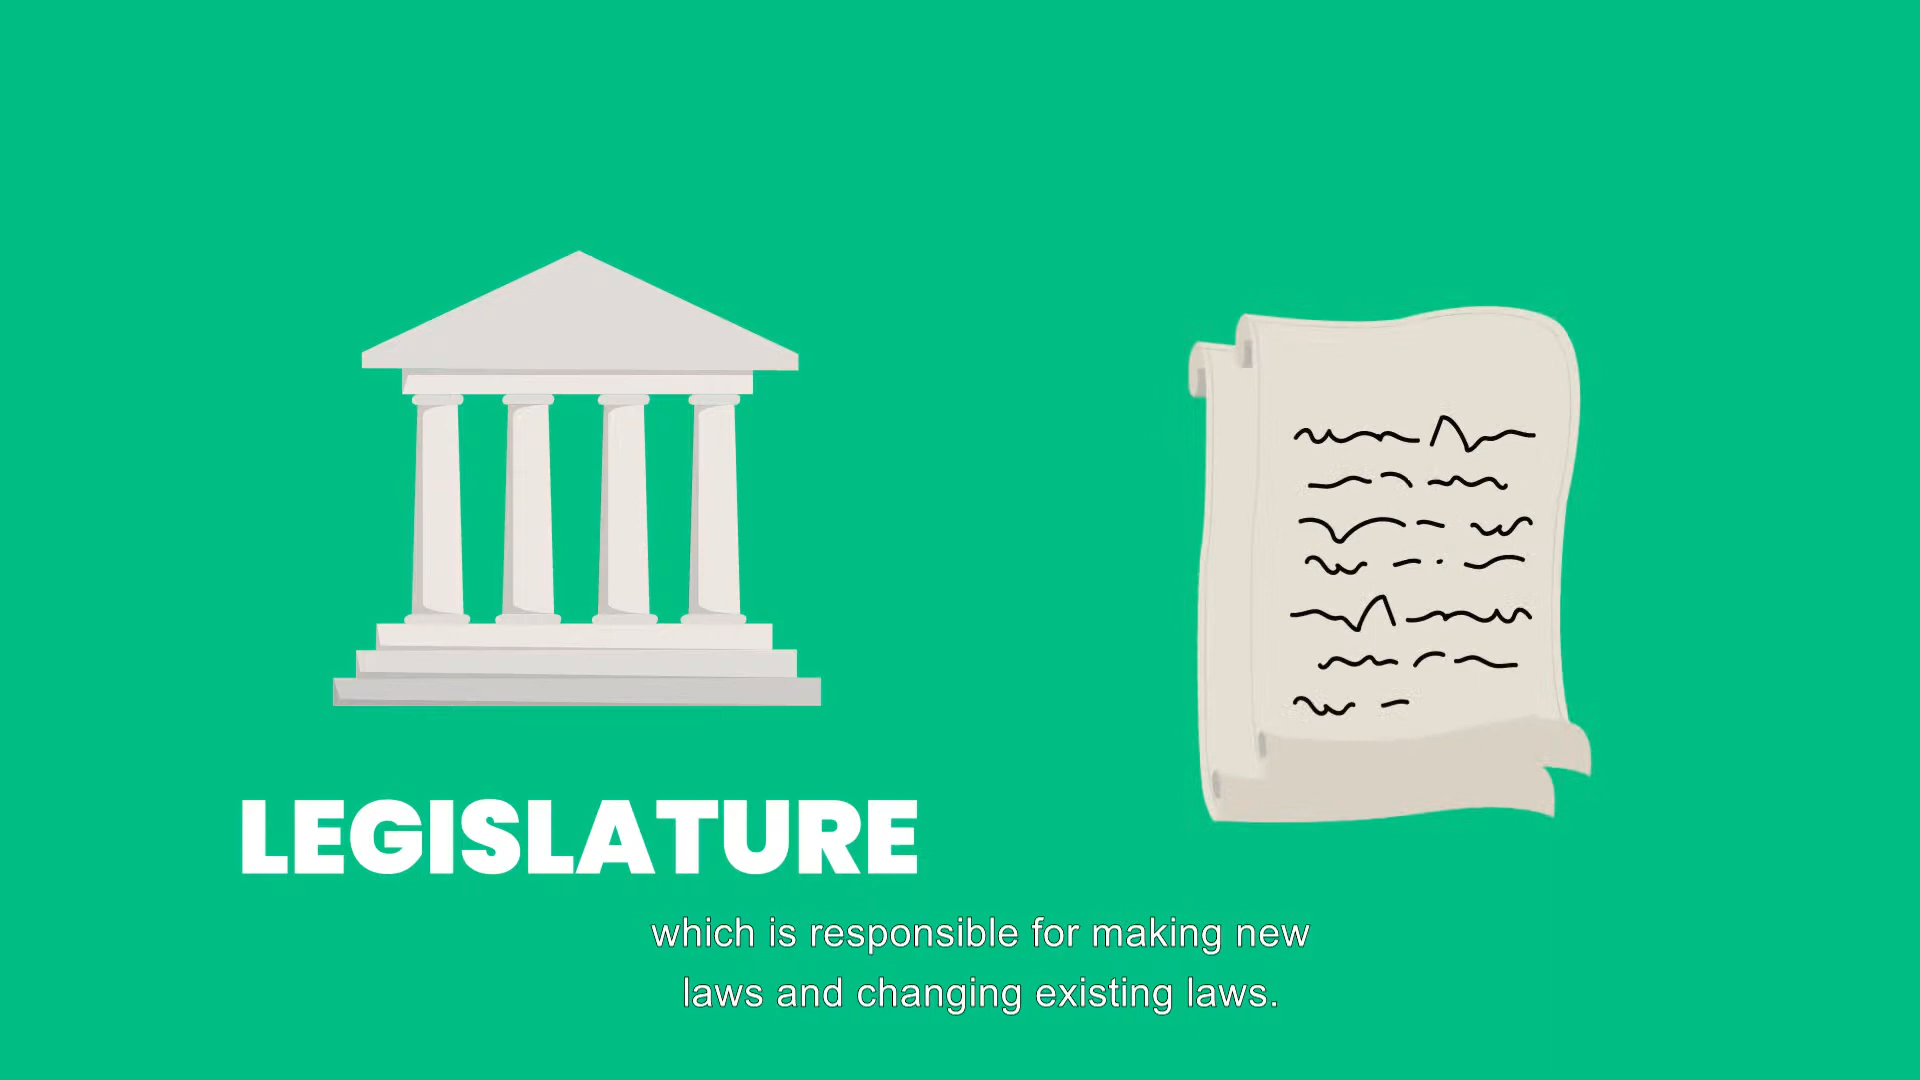 LEGISLATURE
which is responsible for making new
laws and changing existing laws.